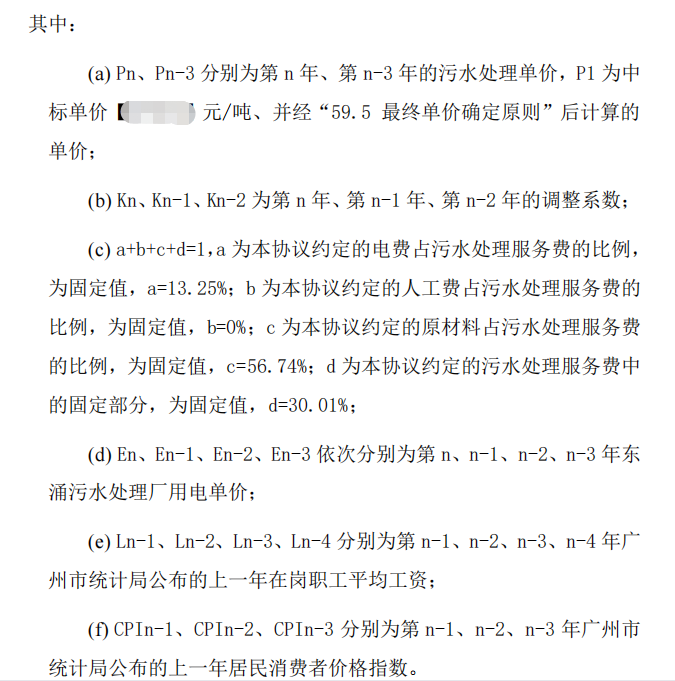 其中：
(a) Pn、Pn-3 分别为第 n 年、第 n-3 年的污水处理单价，P1 为中
标单价【 】元/吨、并经“59.5 最终单价确定原则”后计算的
单价；
(b) Kn、Kn-1、Kn-2 为第 n 年、第 n-1 年、第 n-2 年的调整系数；
(c) a+b+c+d=1，a 为本协议约定的电费占污水处理服务费的比例，
为固定值，a=13.25%；b 为本协议约定的人工费占污水处理服务费的
比例，为固定值，b=0%；c 为本协议约定的原材料占污水处理服务费
的比例，为固定值，c=56.74%；d 为本协议约定的污水处理服务费中
的固定部分，为固定值，d=30.01%；
(d) En、En-1、En-2、En-3 依次分别为第 n、n-1、n-2、n-3 年东
涌污水处理厂用电单价；
(e) Ln-1、Ln-2、Ln-3、Ln-4 分别为第 n-1、n-2、n-3、n-4 年广
州市统计局公布的上一年在岗职工平均工资；
(f) CPIn-1、CPIn-2、CPIn-3 分别为第 n-1、n-2、n-3 年广州市
统计局公布的上一年居民消费者价格指数。